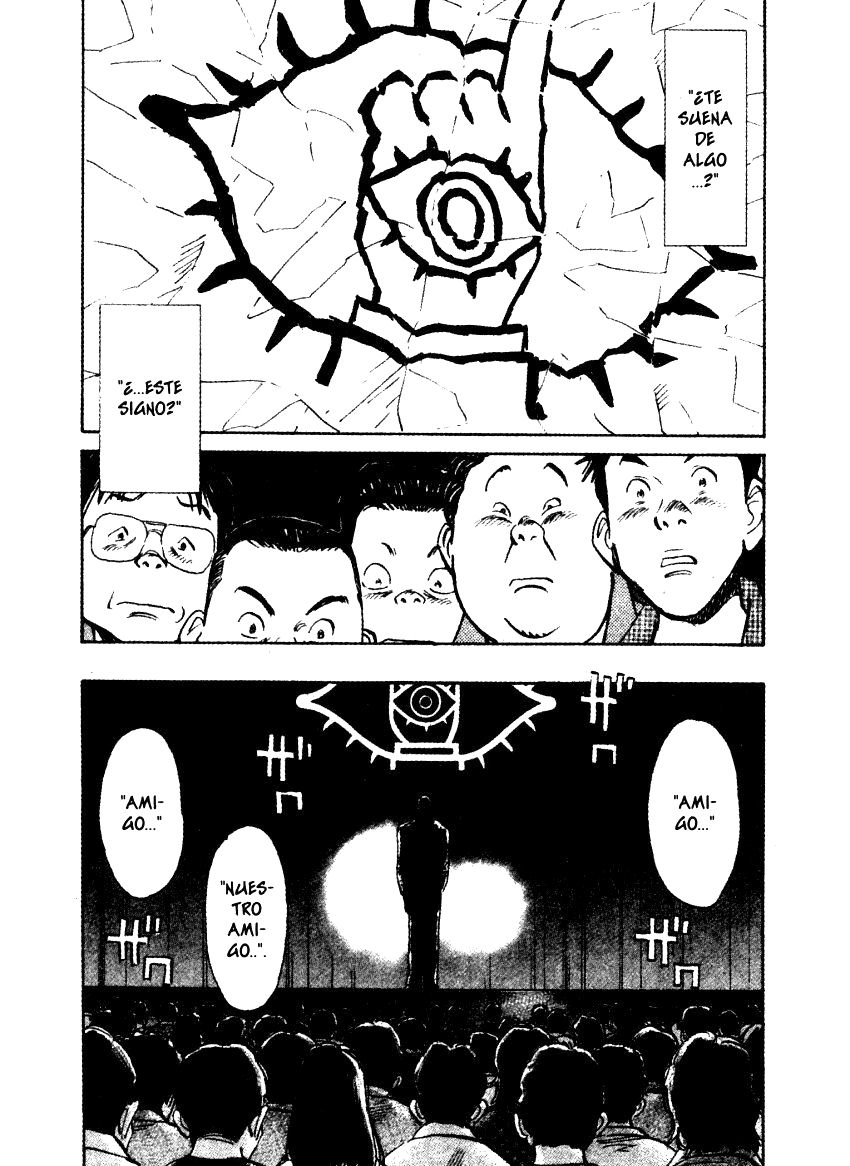 "¿TE
SUENA
DE
ALGO
...?"
"¿...ESTE
SIGNO?"
ザワ
ザワ
"AMI-
GO..."
"AMI-
GO..."
"NUES-
TRO
AMI-
GO..".
ザワ
ザワ